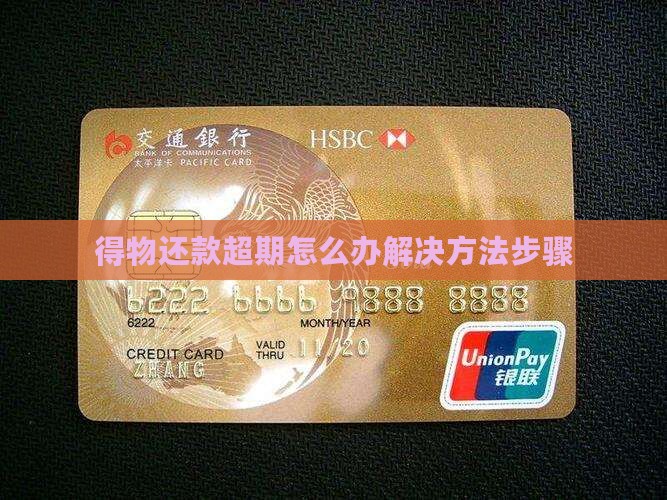 交通銀行
BANK OF COMMUNICATIONS
太平洋卡 PACIFIC CARD
HSBC
得物还款超期怎么办解决方法步骤
6222 6666 9888 8888
6222
MONTH/YEAR
CREDIT CARD
VALID THRU
11/20
ZHANG
UnionPay
银联